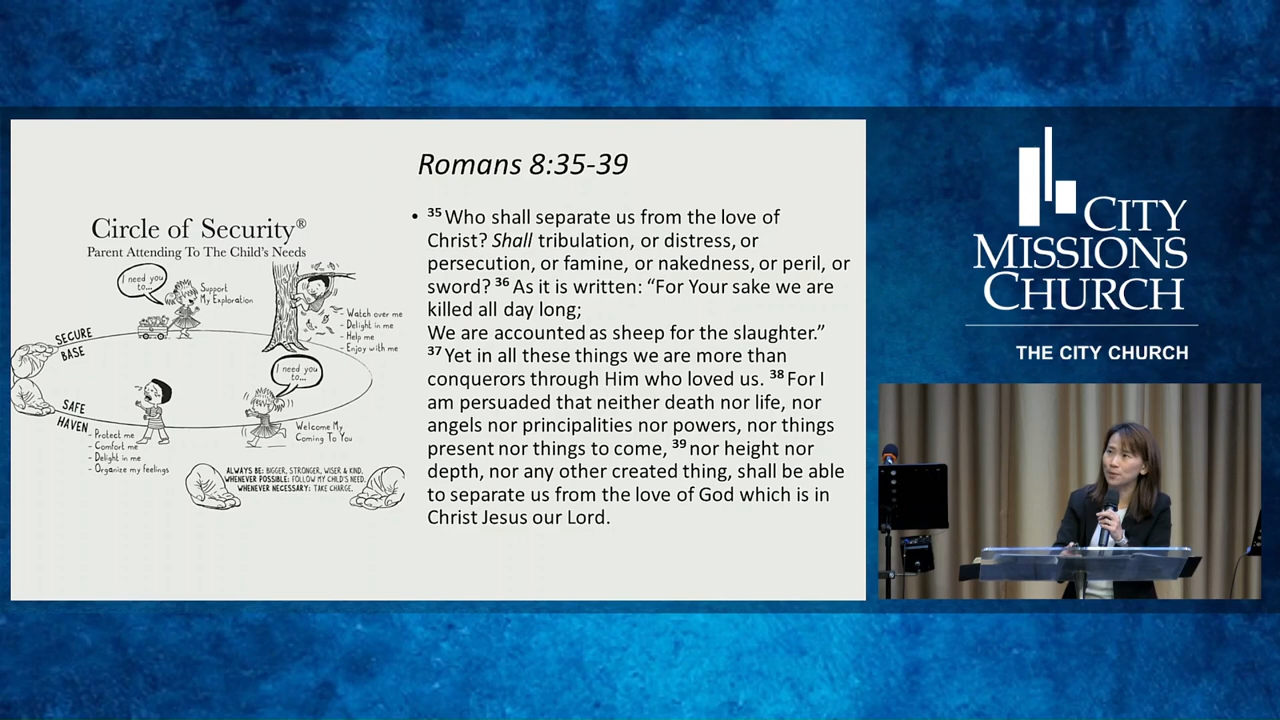 Romans 8:35-39
Circle of Security®
Parent Attending To The Child's Needs
I need you
to...
Support
My Exploration
Watch over me
- Delight in me
- Help me
- Enjoy with me
SECURE
BASE
I need you
to...
SAFE
HAVEN
- Protect me
- Comfort me
- Delight in me
- Organize my feelings
Welcome My
Coming To You
ALWAYS BE: BIGGER, STRONGER, WISER & KIND.
WHENEVER POSSIBLE: FOLLOW MY CHILD'S NEED.
WHENEVER NECESSARY: TAKE CHARGE.
• 35 Who shall separate us from the love of
Christ? Shall tribulation, or distress, or
persecution, or famine, or nakedness, or peril, or
sword? 36 As it is written: “For Your sake we are
killed all day long;
We are accounted as sheep for the slaughter.”
37 Yet in all these things we are more than
conquerors through Him who loved us. 38 For I
am persuaded that neither death nor life, nor
angels nor principalities nor powers, nor things
present nor things to come, 39 nor height nor
depth, nor any other created thing, shall be able
to separate us from the love of God which is in
Christ Jesus our Lord.
CITY
MISSIONS
CHURCH
THE CITY CHURCH